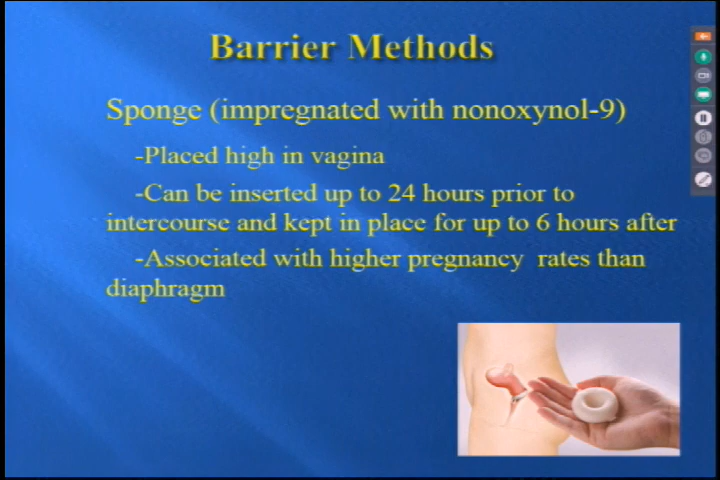 Barrier Methods
Sponge (impregnated with nonoxynol-9)
-Placed high in vagina
-Can be inserted up to 24 hours prior to
intercourse and kept in place for up to 6 hours after
-Associated with higher pregnancy rates than
diaphragm